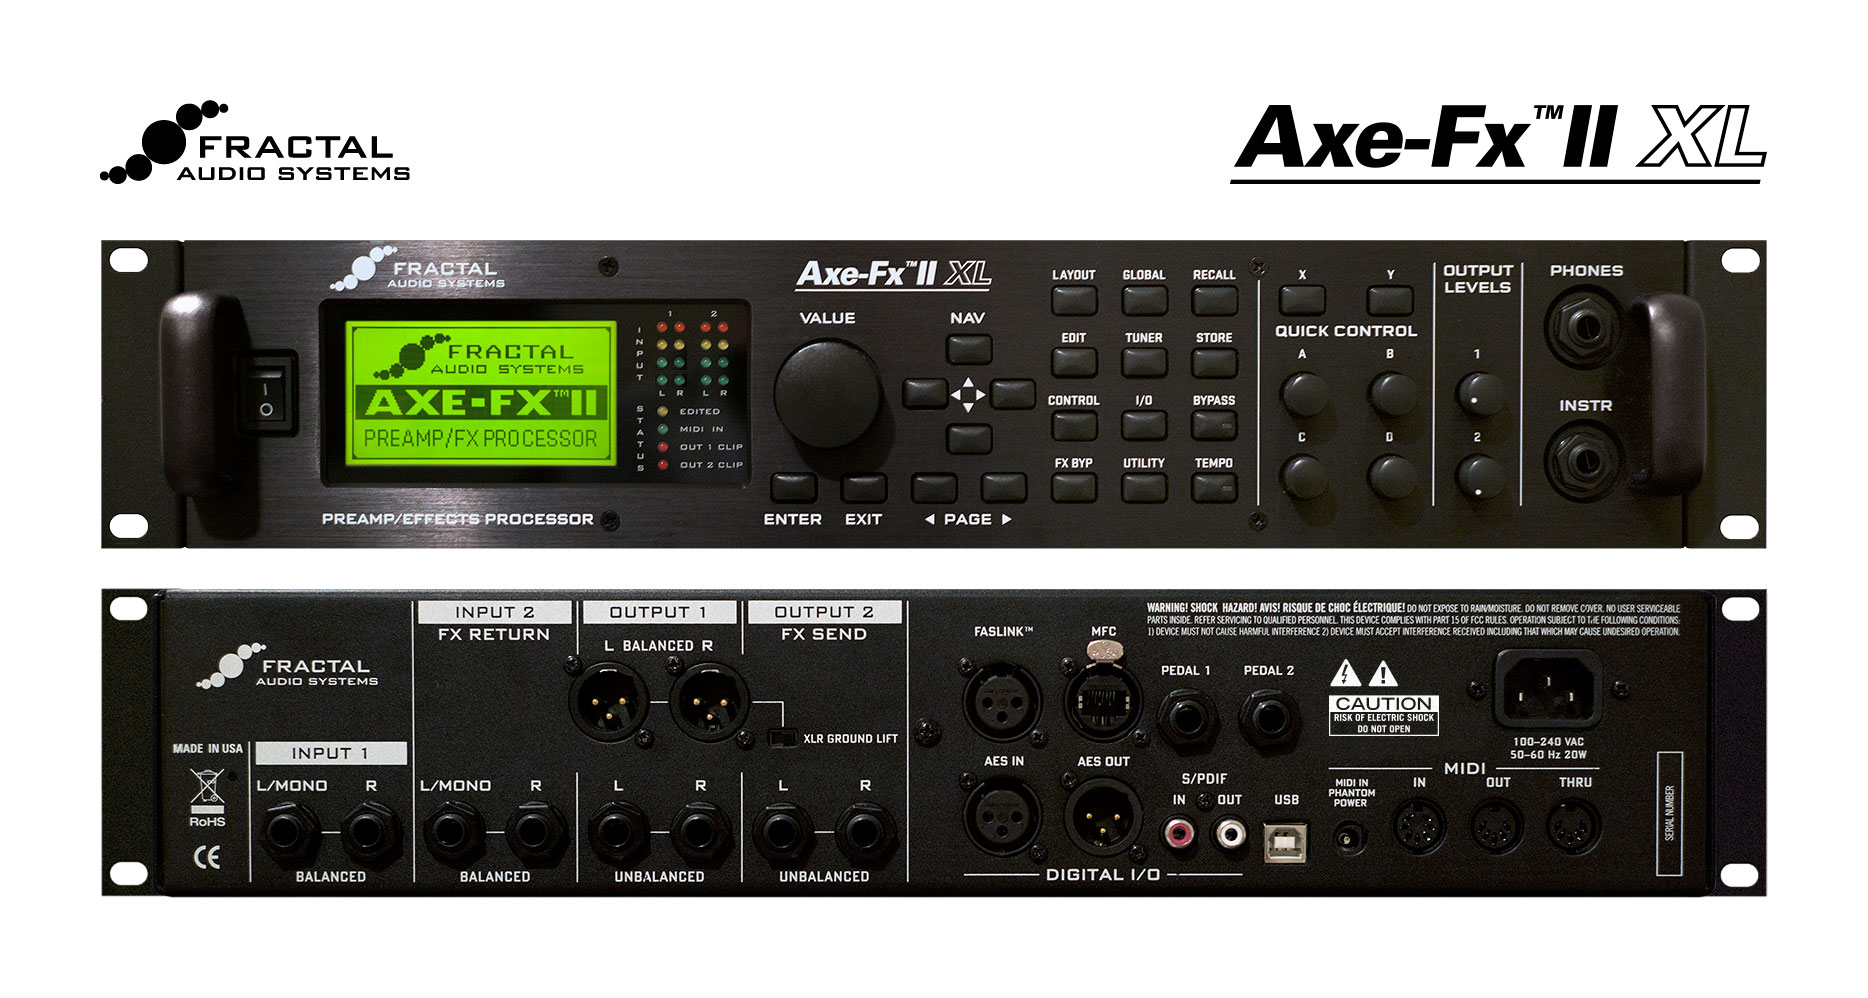 FRACTAL
AUDIO SYSTEMS
Axe-Fx™ II XL
FRACTAL
AUDIO SYSTEMS
FRACTAL
AUDIO SYSTEMS
AXE-FX™II
PREAMP/FX PROCESSOR
PREAMP/EFFECTS PROCESSOR
1 2
INPUT
L R L R
STATUS
EDITED
MIDI IN
OUT 1 CLIP
OUT 2 CLIP
Axe-Fx™ II XL
VALUE
NAV
ENTER EXIT PAGE
LAYOUT GLOBAL RECALL
EDIT TUNER STORE
CONTROL I/O BYPASS
FX BYP UTILITY TEMPO
X Y
QUICK CONTROL
A B
C D
OUTPUT
LEVELS
1
2
PHONES
INSTR
I
O
FRACTAL
AUDIO SYSTEMS
MADE IN USA
RoHS
CE
INPUT 1
L/MONO R
BALANCED
INPUT 2
FX RETURN
L/MONO R
BALANCED
OUTPUT 1
L BALANCED R
XLR GROUND LIFT
L R
UNBALANCED
OUTPUT 2
FX SEND
L R
UNBALANCED
FASLINK™
MFC
PEDAL 1
PEDAL 2
AES IN
AES OUT
S/PDIF
IN OUT
USB
DIGITAL I/O
WARNING! SHOCK HAZARD! AVIS! RISQUE DE CHOC ÉLECTRIQUE! DO NOT EXPOSE TO RAIN/MOISTURE. DO NOT REMOVE COVER. NO USER SERVICEABLE
PARTS INSIDE. REFER SERVICING TO QUALIFIED PERSONNEL. THIS DEVICE COMPLIES WITH PART 15 OF FCC RULES. OPERATION SUBJECT TO THE FOLLOWING CONDITIONS:
1) DEVICE MUST NOT CAUSE HARMFUL INTERFERENCE 2) DEVICE MUST ACCEPT INTERFERENCE RECEIVED INCLUDING THAT WHICH MAY CAUSE UNDESIRED OPERATION.
CAUTION
RISK OF ELECTRIC SHOCK
DO NOT OPEN
100-240 VAC
50-60 Hz 20W
MIDI
MIDI IN
PHANTOM
POWER
IN OUT THRU
SERIAL NUMBER